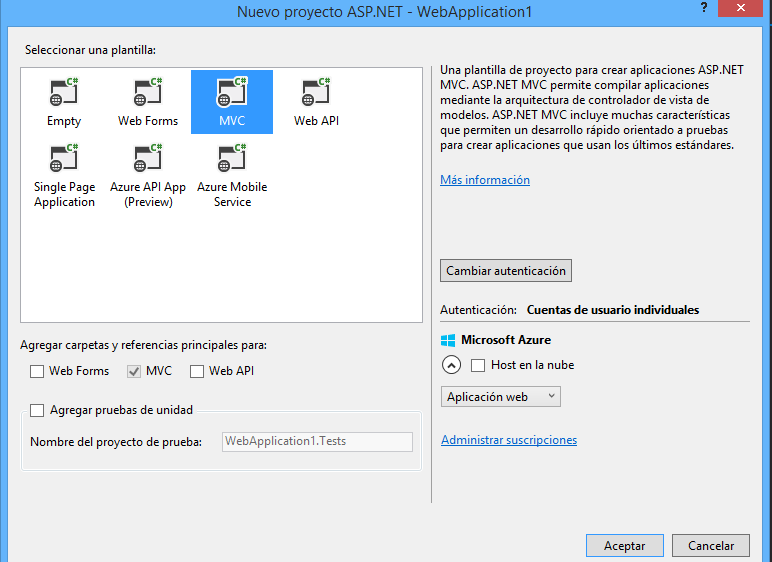 Nuevo proyecto ASP.NET - WebApplication1
?
x
Seleccionar una plantilla:
C# C# C# C#
Empty Web Forms MVC Web API
C# C# C#
Single Page Application
Azure API App (Preview)
Azure Mobile Service
Una plantilla de proyecto para crear aplicaciones ASP.NET
MVC. ASP.NET MVC permite compilar aplicaciones
mediante la arquitectura de controlador de vista de
modelos. ASP.NET MVC incluye muchas características
que permiten un desarrollo rápido orientado a pruebas
para crear aplicaciones que usan los últimos estándares.
Más información
Cambiar autenticación
Autenticación: Cuentas de usuario individuales
Agregar carpetas y referencias principales para:
Web Forms MVC Web API
Agregar pruebas de unidad
Nombre del proyecto de prueba: WebApplication1.Tests
Microsoft Azure
Host en la nube
Aplicación web
Administrar suscripciones
Aceptar Cancelar